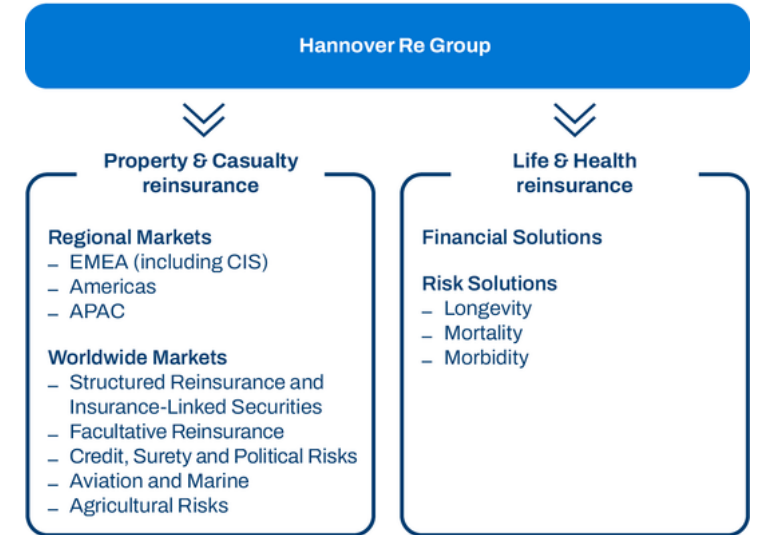 Hannover Re Group
Property & Casualty
reinsurance
Regional Markets
– EMEA (including CIS)
– Americas
– APAC
Worldwide Markets
– Structured Reinsurance and
Insurance-Linked Securities
– Facultative Reinsurance
– Credit, Surety and Political Risks
– Aviation and Marine
– Agricultural Risks
Life & Health
reinsurance
Financial Solutions
Risk Solutions
– Longevity
– Mortality
– Morbidity